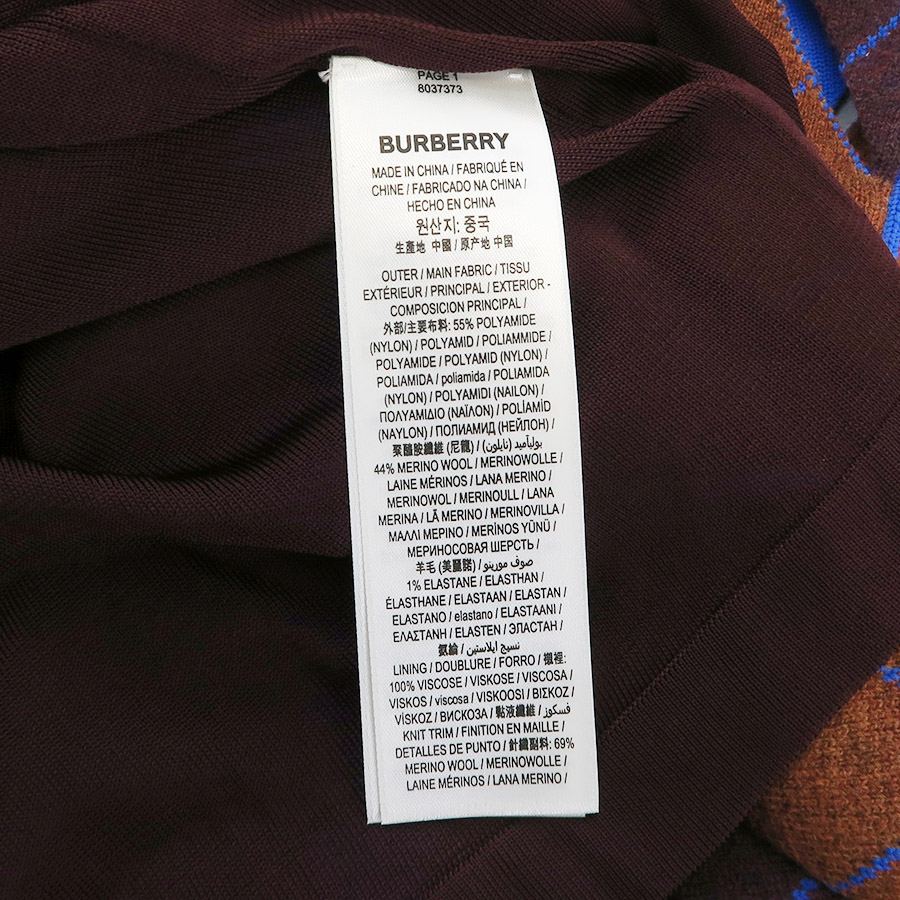 PAGE 1
8037373
BURBERRY
MADE IN CHINA / FABRIQUÉ EN
CHINE / FABRICADO NA CHINA /
HECHO EN CHINA
원산지: 중국
生產地 中國 / 原产地 中国
OUTER / MAIN FABRIC / TISSU
EXTÉRIEUR / PRINCIPAL / EXTERIOR -
COMPOSICION PRINCIPAL /
外部/主要布料: 55% POLYAMIDE
(NYLON) / POLYAMID / POLIAMMIDE /
POLYAMIDE / POLYAMID (NYLON) /
POLIAMIDA / poliamida / POLIAMIDA
(NYLON) / POLYAMIDI (NAILON) /
ΠΟΛΥΑΜΙΔΙΟ (ΝΑΪΛΟΝ) / POLİAMİD
(NAYLON) / ПОЛИАМИД (НЕЙЛОН) /
聚醯胺纖維 (尼龍) / بوليأميد (نايلون) /
44% MERINO WOOL / MERINOWOLLE /
LAINE MÉRINOS / LANA MERINO /
MERINOWOL / MERINOULL / LANA
MERINA / LÃ MERINO / MERINOVILLA /
ΜΑΛΛΙ ΜΕΡΙΝΟ / MERİNOS YÜNÜ /
МЕРИНОСОВАЯ ШЕРСТЬ /
羊毛 (美麗諾) / صوف مورينو /
1% ELASTANE / ELASTHAN /
ÉLASTHANE / ELASTAAN / ELASTAN /
ELASTANO / elastano / ELASTAANI /
ΕΛΑΣΤΑΝΗ / ELASTEN / ЭЛАСТАН /
氨綸 / نسيج ايلاستين /
LINING / DOUBLURE / FORRO / 襯裡:
100% VISCOSE / VISKOSE / VISCOSA /
VISKOS / viscosa / VISKOOSI / ΒΙΣΚΟΖ /
VİSKOZ / ВИСКОЗА / 黏液纖維 / فسكوز /
KNIT TRIM / FINITION EN MAILLE /
DETALLES DE PUNTO / 針織副料: 69%
MERINO WOOL / MERINOWOLLE /
LAINE MÉRINOS / LANA MERINO /